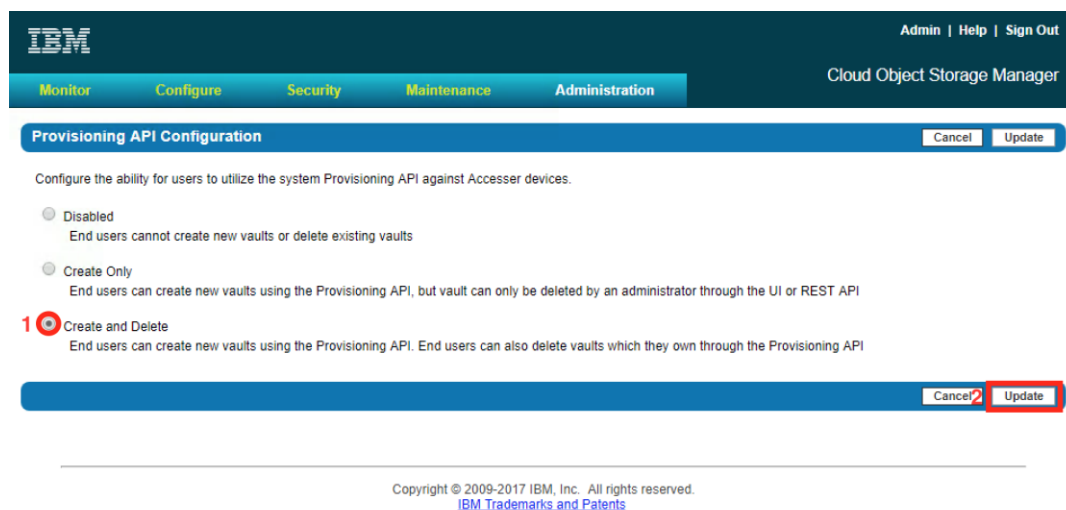 IBM
Admin | Help | Sign Out
Cloud Object Storage Manager
Monitor Configure Security Maintenance Administration
Provisioning API Configuration Cancel Update
Configure the ability for users to utilize the system Provisioning API against Accesser devices.
Disabled
End users cannot create new vaults or delete existing vaults
Create Only
End users can create new vaults using the Provisioning API, but vault can only be deleted by an administrator through the UI or REST API
1 Create and Delete
End users can create new vaults using the Provisioning API. End users can also delete vaults which they own through the Provisioning API
Cancel 2 Update
Copyright © 2009-2017 IBM, Inc. All rights reserved.
IBM Trademarks and Patents